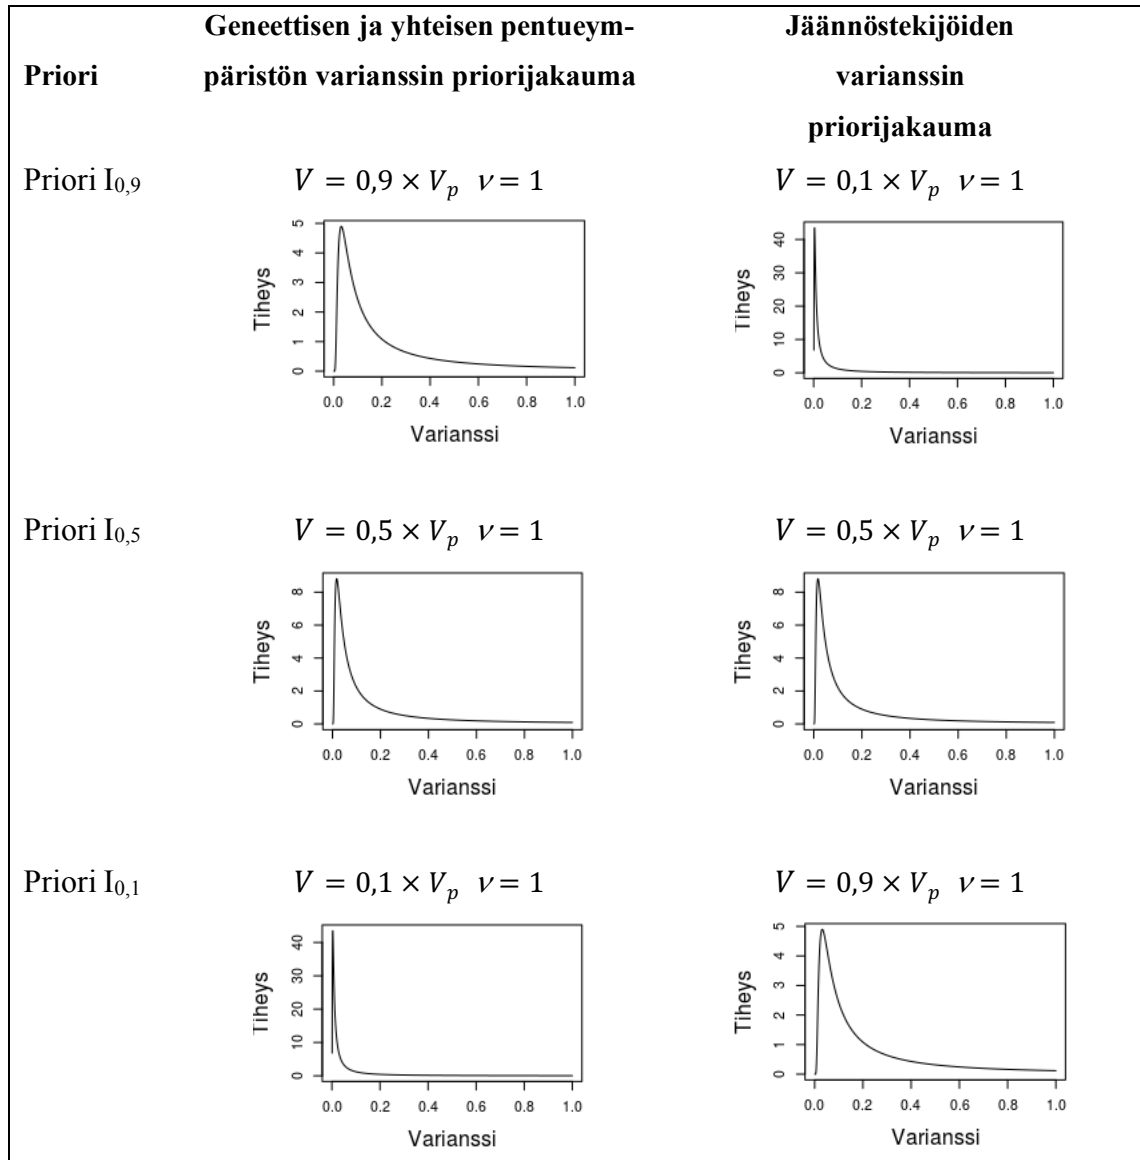 Geneettisen ja yhteisen pentueym-
Jäännöstekijöiden
Priori
päristön varianssin priorijakauma
varianssin
priorijakauma
Priori I0,9
V = 0,9 × Vp ν = 1
V = 0,1 × Vp ν = 1
Tiheys
0 1 2 3 4 5
0.0 0.2 0.4 0.6 0.8 1.0
Varianssi
Tiheys
0 10 20 30 40
0.0 0.2 0.4 0.6 0.8 1.0
Varianssi
Priori I0,5
V = 0,5 × Vp ν = 1
V = 0,5 × Vp ν = 1
Tiheys
0 2 4 6 8
0.0 0.2 0.4 0.6 0.8 1.0
Varianssi
Tiheys
0 2 4 6 8
0.0 0.2 0.4 0.6 0.8 1.0
Varianssi
Priori I0,1
V = 0,1 × Vp ν = 1
V = 0,9 × Vp ν = 1
Tiheys
0 10 20 30 40
0.0 0.2 0.4 0.6 0.8 1.0
Varianssi
Tiheys
0 1 2 3 4 5
0.0 0.2 0.4 0.6 0.8 1.0
Varianssi